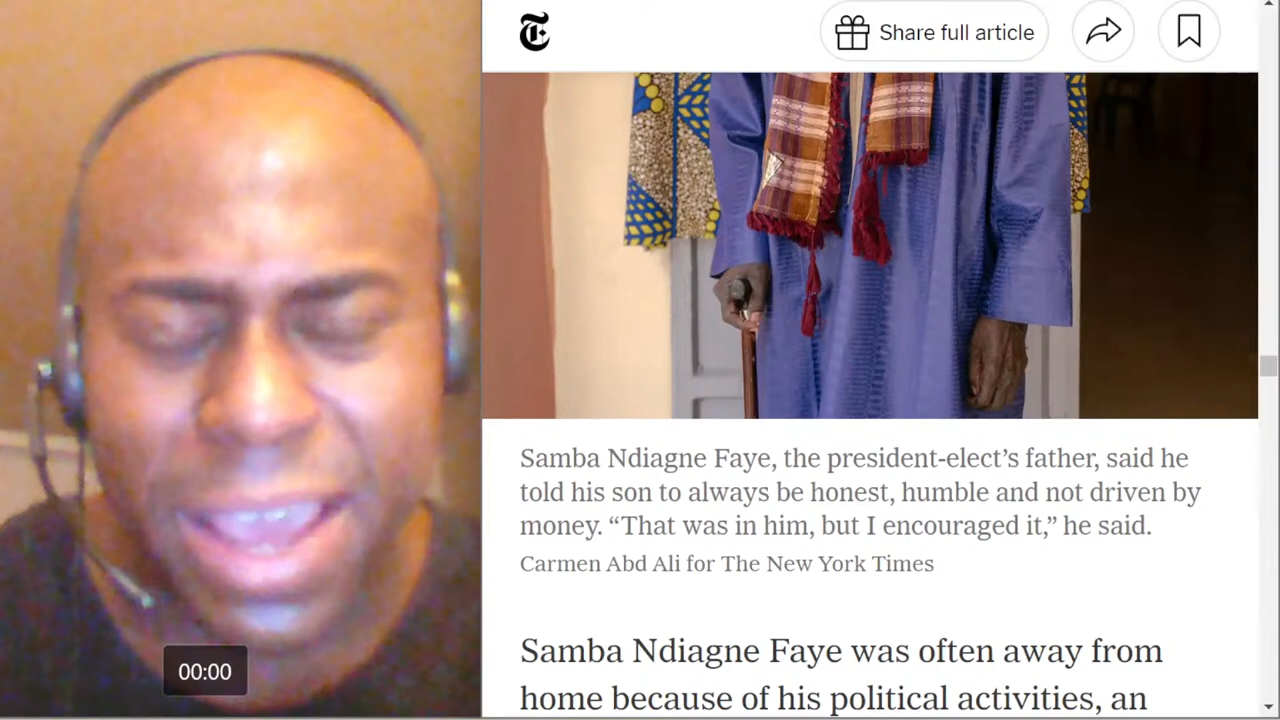 Share full article
Samba Ndiagne Faye, the president-elect’s father, said he
told his son to always be honest, humble and not driven by
money. “That was in him, but I encouraged it,” he said.
Carmen Abd Ali for The New York Times
Samba Ndiagne Faye was often away from
home because of his political activities, an
00:00